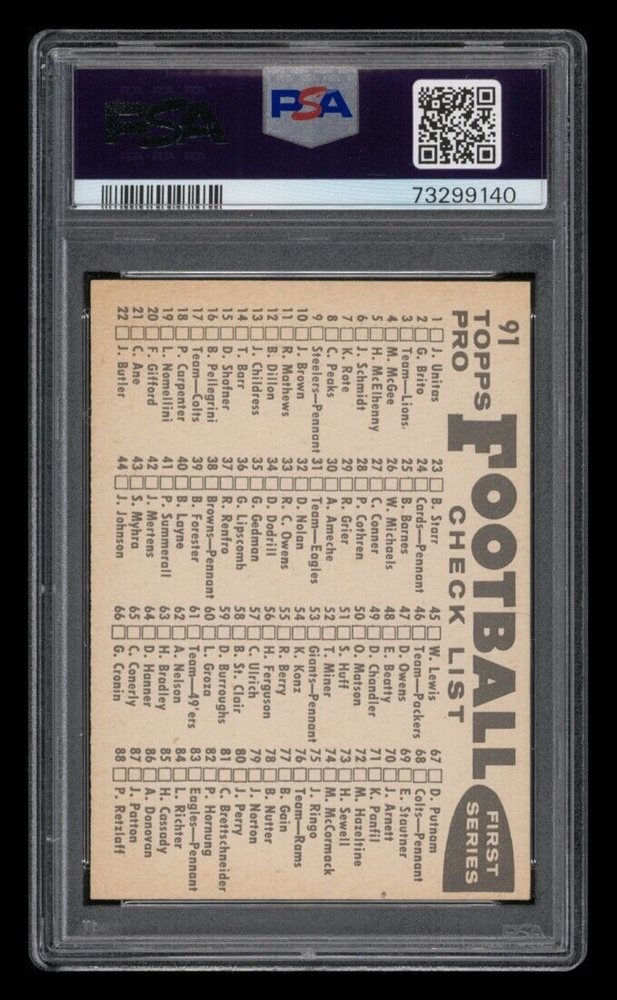 PSA
PSA
73299140
91
TOPPS
PRO
FOOTBALL
CHECK LIST
FIRST
SERIES
1 J. Unitas
2 G. Brito
3 Team—Lions
4 M. McGee
5 H. McElhenny
6 J. Schmidt
7 K. Rote
8 C. Peaks
9 Steelers—Pennant
10 J. Brown
11 R. Mathews
12 B. Dillon
13 J. Childress
14 T. Barr
15 D. Shofner
16 B. Pellegrini
17 Team—Colts
18 P. Carpenter
19 L. Nomellini
20 F. Gifford
21 C. Ane
22 J. Butler
23 B. Starr
24 Cards—Pennant
25 B. Barnes
26 W. Michaels
27 C. Conner
28 P. Cothren
29 R. Grier
30 A. Ameche
31 Team—Eagles
32 D. Nolan
33 R. C. Owens
34 D. Dodrill
35 G. Gedman
36 G. Lipscomb
37 R. Renfro
38 Browns—Pennant
39 B. Forester
40 B. Layne
41 P. Summerall
42 J. Mertens
43 S. Myhra
44 J. Johnson
45 W. Lewis
46 Team—Packers
47 D. Owens
48 E. Beatty
49 D. Chandler
50 O. Matson
51 S. Huff
52 T. Miner
53 Giants—Pennant
54 K. Konz
55 R. Berry
56 H. Ferguson
57 C. Ulrich
58 B. St. Clair
59 D. Burroughs
60 L. Groza
61 Team—49'ers
62 A. Nelson
63 H. Bradley
64 D. Hanner
65 C. Conerly
66 G. Cronin
67 D. Putnam
68 Colts—Pennant
69 E. Stautner
70 J. Arnett
71 K. Panfil
72 M. Hazeltine
73 H. Sewell
74 M. McCormack
75 J. Ringo
76 Team—Rams
77 B. Gain
78 B. Nutter
79 J. Norton
80 J. Perry
81 C. Brettschneider
82 P. Hornung
83 Eagles—Pennant
84 L. Richter
85 H. Cassady
86 A. Donovan
87 J. Patton
88 P. Retzlaff
PSA